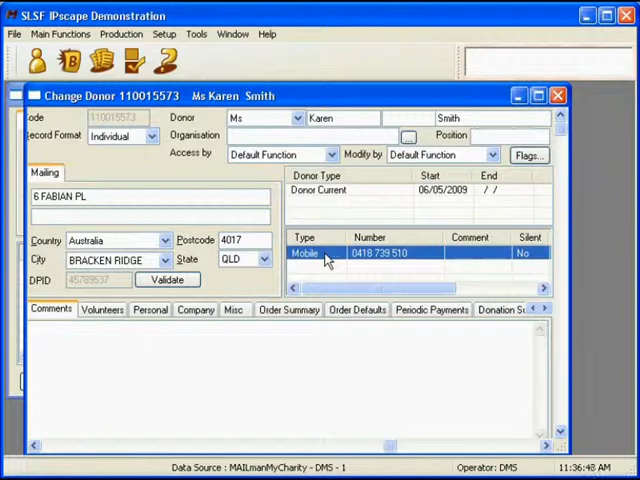 SLSF IPscape Demonstration
File Main Functions Production Setup Tools Window Help
Change Donor 110015573 Ms Karen Smith
ode 110015573 Donor Ms Karen Smith
ecord Format Individual Organisation ... Position
Access by Default Function Modify by Default Function Flags...
Mailing
Donor Type Start End
Donor Current 06/05/2009 / /
6 FABIAN PL
Country Australia Postcode 4017
City BRACKEN RIDGE State QLD
DPID 45789537 Validate
Type Number Comment Silent
Mobile ... 0418 739 510 No
Comments Volunteers Personal Company Misc Order Summary Order Defaults Periodic Payments Donation Su
Data Source : MAILmanMyCharity - DMS - 1 Operator: DMS 11:36:48 AM